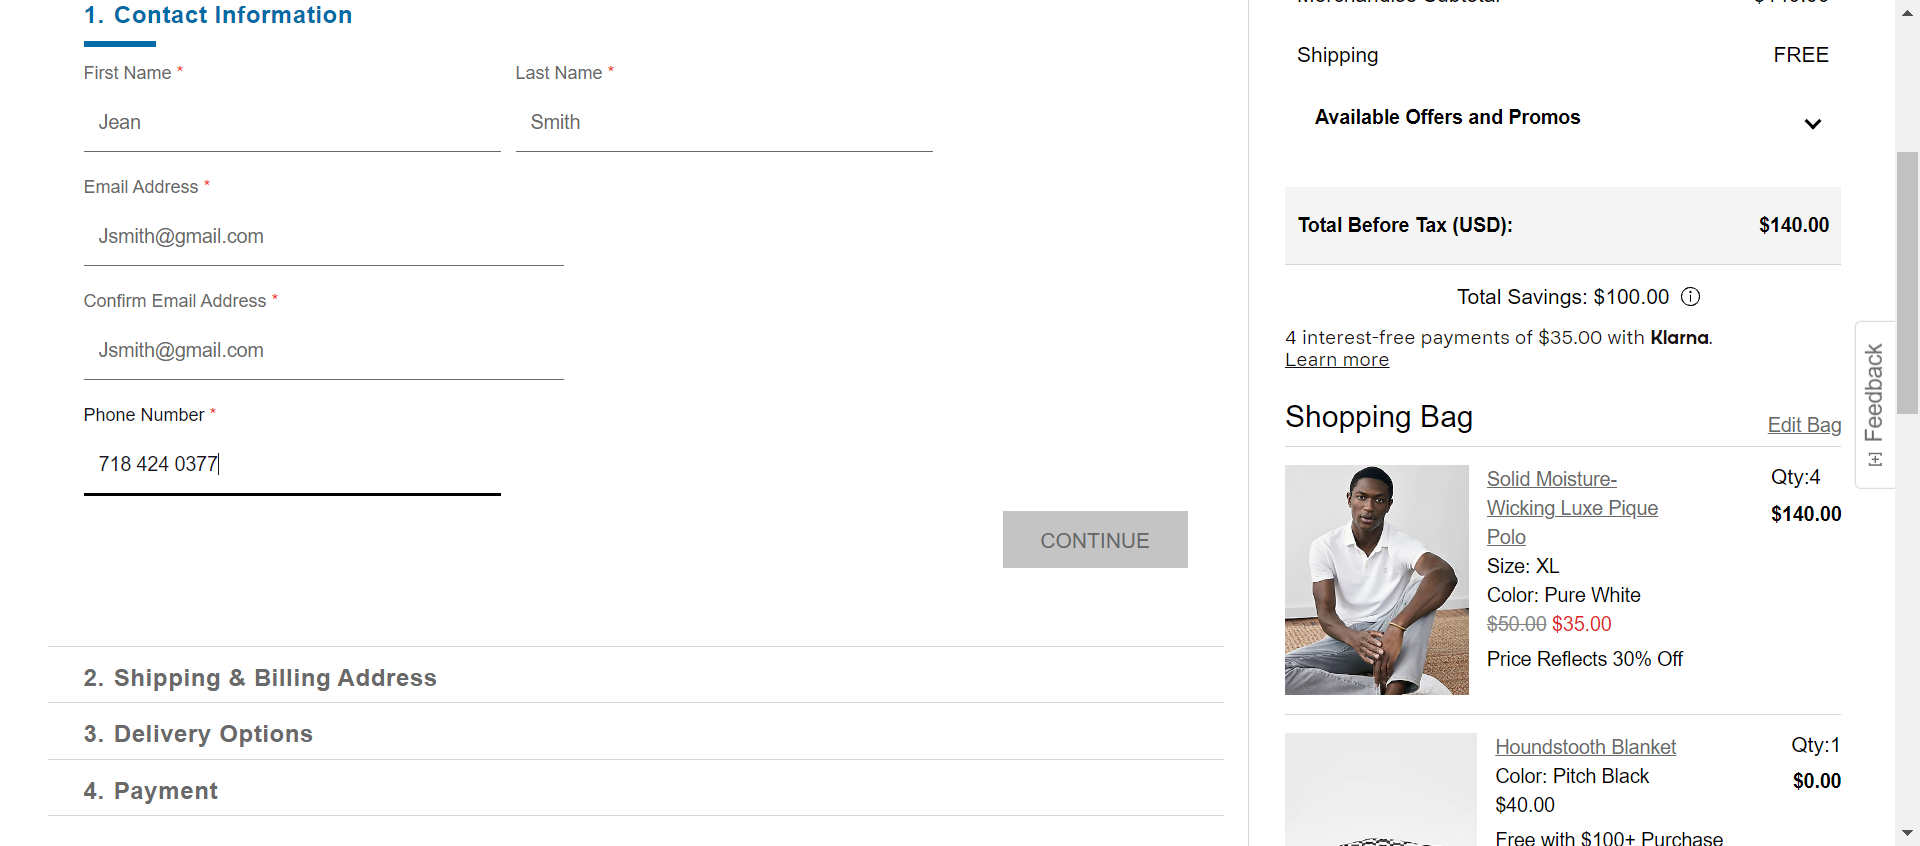 1. Contact Information
First Name *
Last Name *
Jean
Smith
Email Address *
Jsmith@gmail.com
Confirm Email Address *
Jsmith@gmail.com
Phone Number *
718 424 0377
CONTINUE
2. Shipping & Billing Address
3. Delivery Options
4. Payment
Merchandise Subtotal $140.00
Shipping FREE
Available Offers and Promos
Total Before Tax (USD): $140.00
Total Savings: $100.00
4 interest-free payments of $35.00 with Klarna.
Learn more
Shopping Bag
Edit Bag
Solid Moisture-
Wicking Luxe Pique
Polo
Size: XL
Color: Pure White
$50.00 $35.00
Price Reflects 30% Off
Qty:4
$140.00
Houndstooth Blanket
Color: Pitch Black
$40.00
Free with $100+ Purchase
Qty:1
$0.00
[+] Feedback